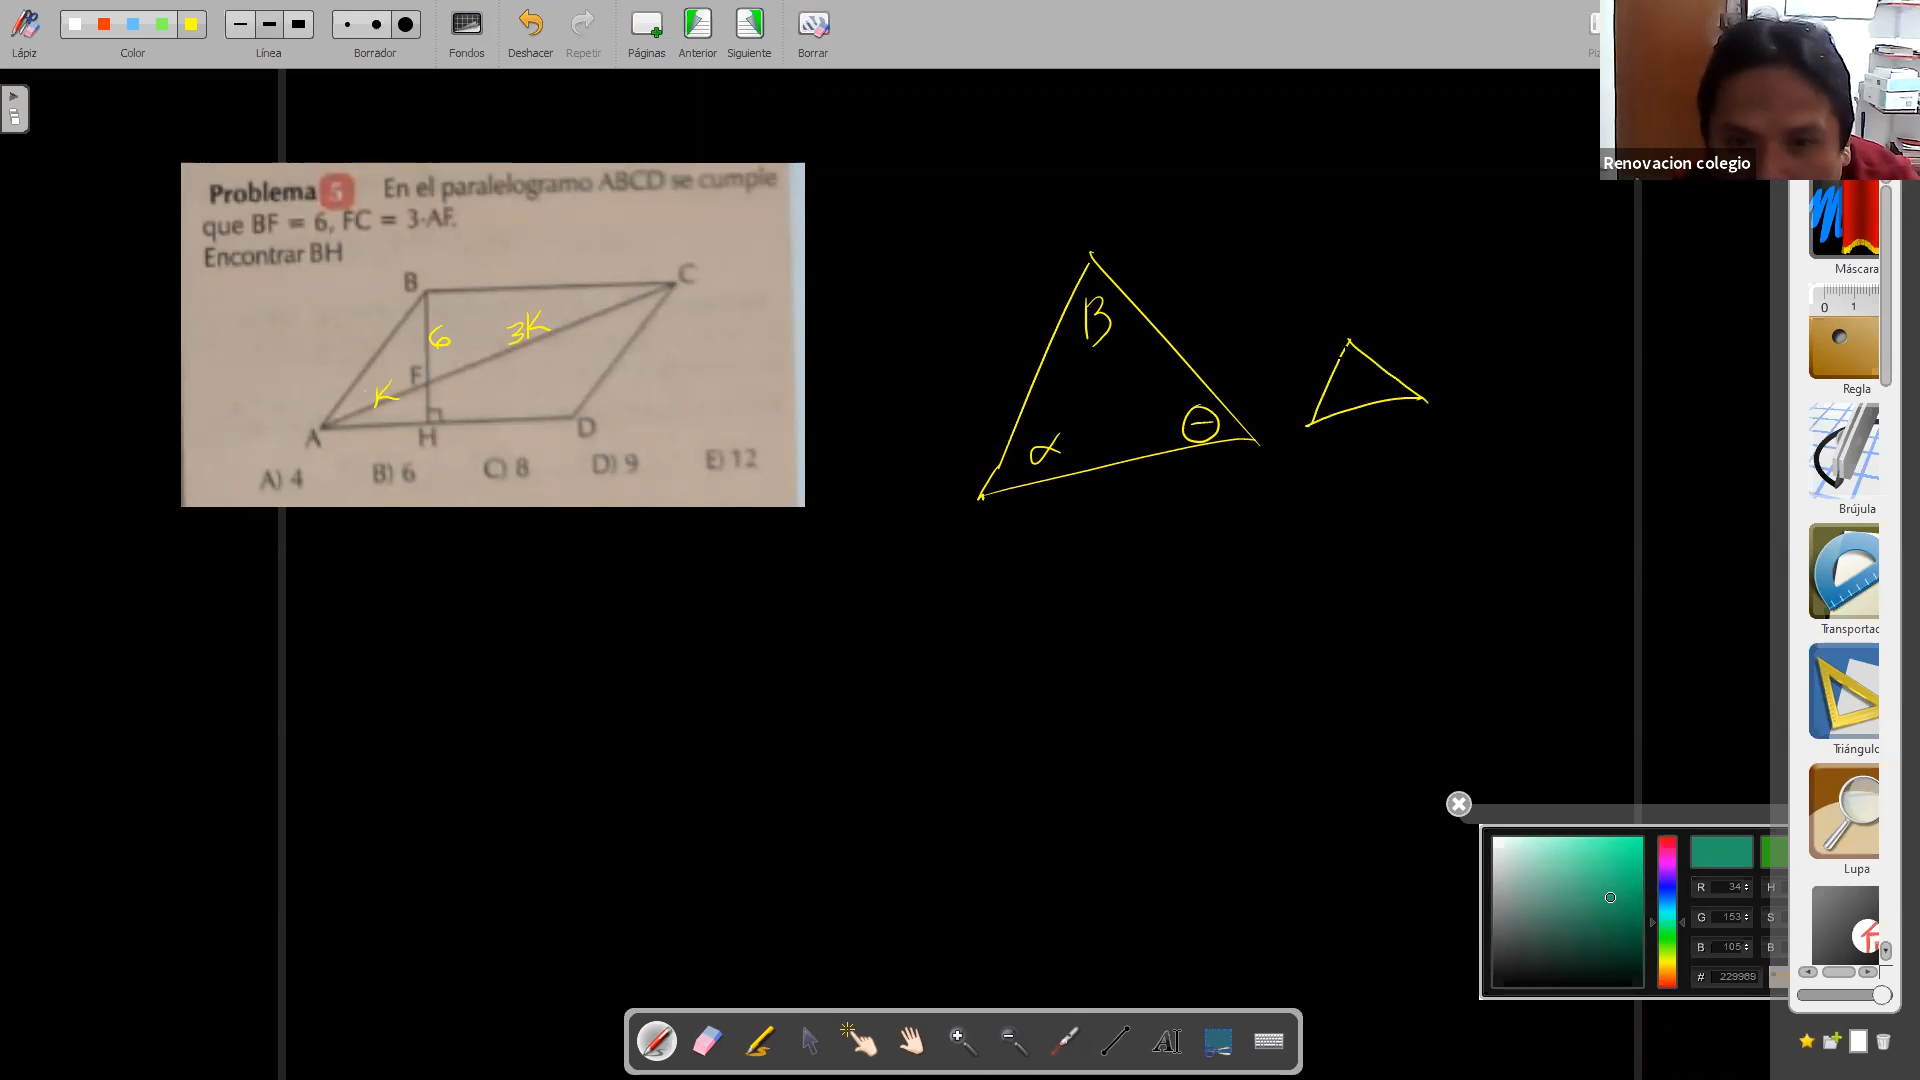 Lápiz
Color
Línea
Borrador
Fondos
Deshacer
Repetir
Páginas
Anterior
Siguiente
Borrar
Renovacion colegio
Problema 5 En el paralelogramo ABCD se cumple
que BF = 6, FC = 3·AF.
Encontrar BH
B
C
6
3K
F
K
A
H
D
A) 4 B) 6 C) 8 D) 9 E) 12
B
α
θ
Máscara
0 1
Regla
Brújula
Transportac
Triángulo
Lupa
R 34 H
G 153 S
B 105 B
# 229969
AI